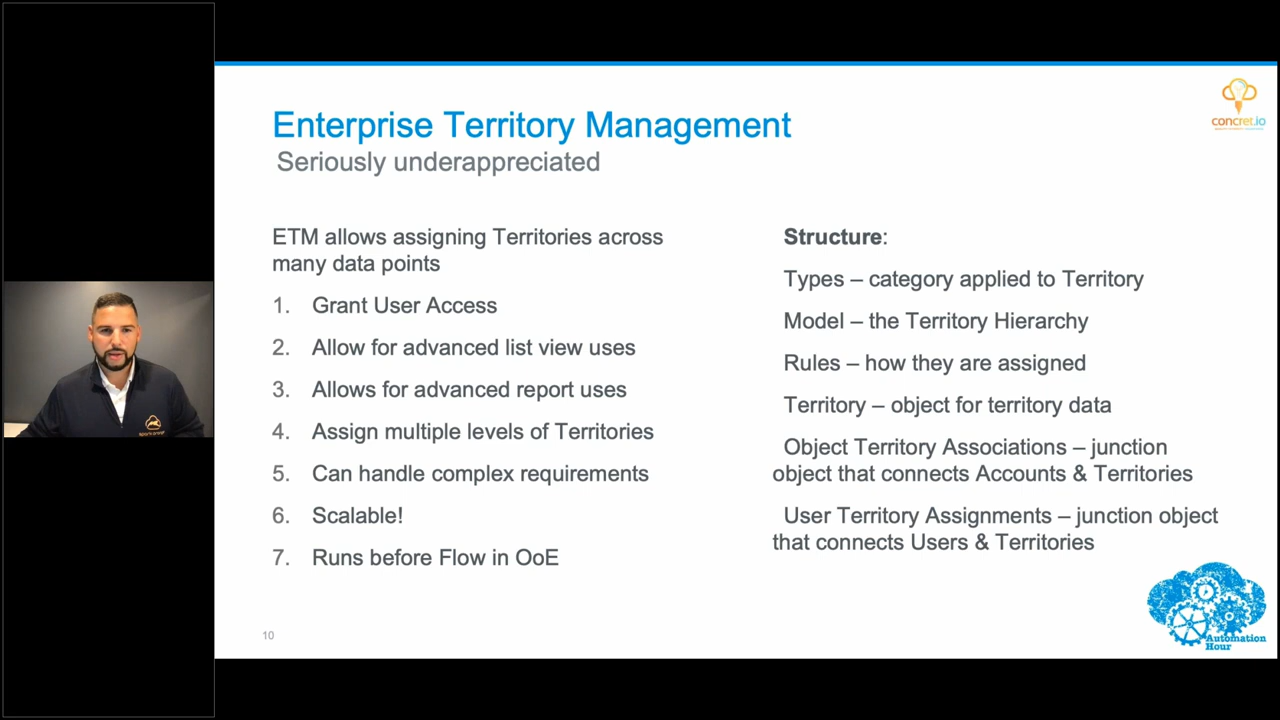 concret.io
Enterprise Territory Management
Seriously underappreciated
ETM allows assigning Territories across
many data points
1. Grant User Access
2. Allow for advanced list view uses
3. Allows for advanced report uses
4. Assign multiple levels of Territories
5. Can handle complex requirements
6. Scalable!
7. Runs before Flow in OoE
Structure:
Types – category applied to Territory
Model – the Territory Hierarchy
Rules – how they are assigned
Territory – object for territory data
Object Territory Associations – junction
object that connects Accounts & Territories
User Territory Assignments – junction object
that connects Users & Territories
10
Automation
Hour